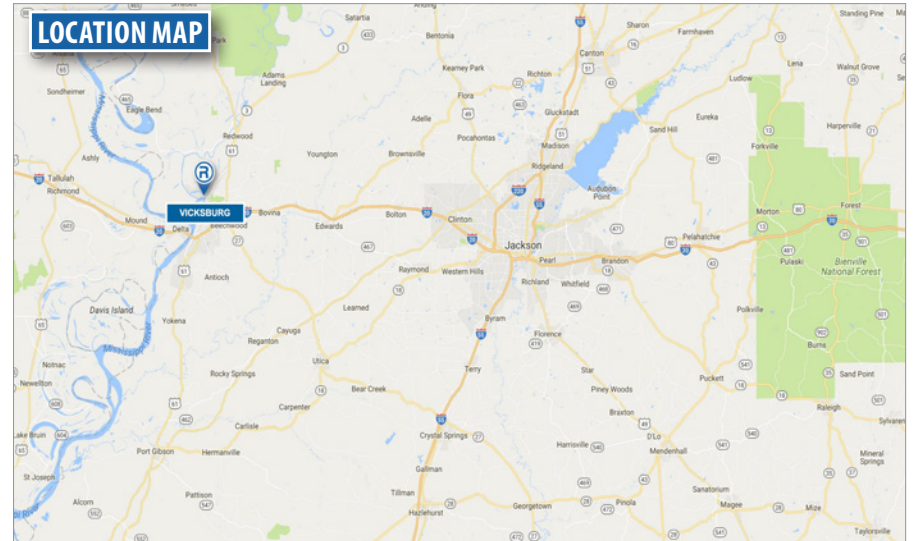 LOCATION MAP
Satartia
Bentonia
Sharon
Farmhaven
Standing Pine
Canton
Lena
Walnut Grove
Kearney Park
Richton
Ludlow
Adams
Landing
Flora
Sondheimer
Eagle Bend
Gluckstadt
Adelle
Eureka
Harperville
Redwood
Pocahontas
Sand Hill
Madison
Forkville
Ashly
Youngton
Brownsville
Ridgeland
Mississippi River
R
Tallulah
Richmond
Audubon
Point
VICKSBURG
Bovina
Bolton
Clinton
Morton
Forest
Mound
Delta
Beechwood
Edwards
Jackson
Pelahatchie
Pearl
Brandon
Pulaski
Bienville
National Forest
Raymond
Western Hills
Antioch
Richland
Whitfield
Learned
Davis Island
Polkville
Yokena
Byram
Cayuga
Florence
Reganton
Mississippi River
Burns
Utica
Notnac
Rocky Springs
Terry
Star
Sand Point
Newellton
Bear Creek
Piney Woods
Puckett
Carpenter
Raleigh
Braxton
Carlisle
Crystal Springs
D'Lo
Lake Bruin
Harrisville
Mendenhall
Port Gibson
Hermanville
Mineral
Springs
Gallman
St Joseph
Pattison
Tillman
Sanatorium
Alcorn
Hazlehurst
Georgetown
Pinola
Magee
Mize
Taylorsville